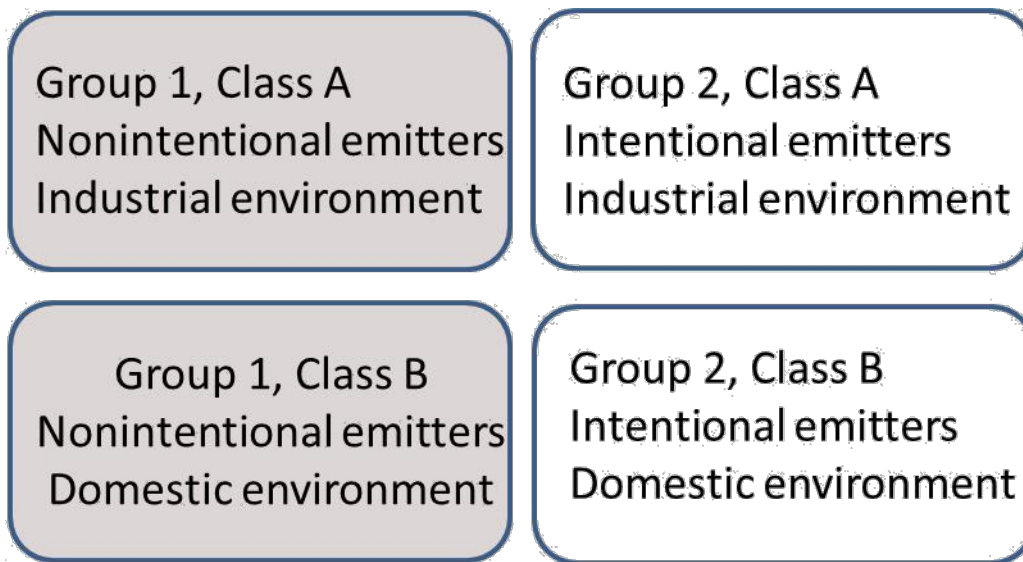 Group 1, Class A
Nonintentional emitters
Industrial environment
Group 2, Class A
Intentional emitters
Industrial environment
Group 1, Class B
Nonintentional emitters
Domestic environment
Group 2, Class B
Intentional emitters
Domestic environment